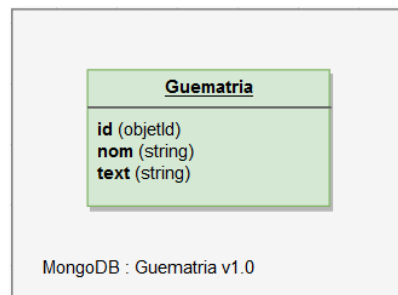 Guematria
id (objetId)
nom (string)
text (string)
MongoDB : Guematria v1.0